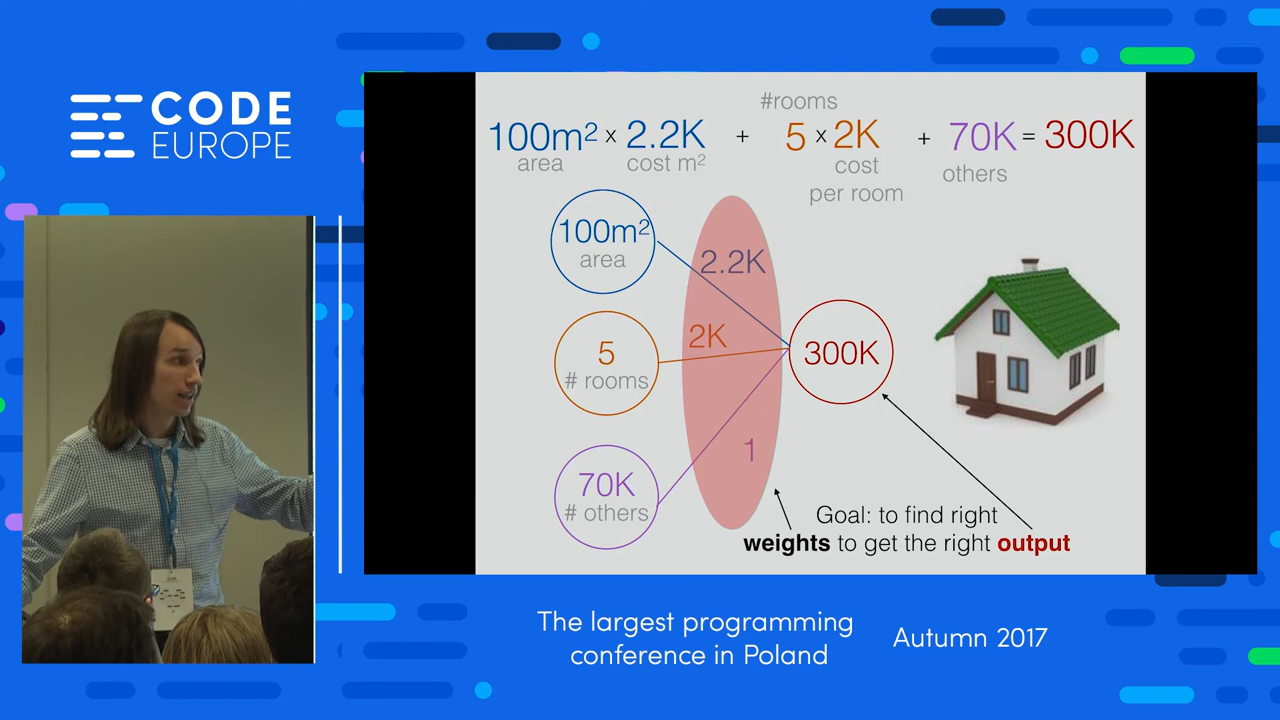 CODE
EUROPE
#rooms
100m² x 2.2K + 5 x 2K + 70K = 300K
area cost m² cost others
per room
100m²
area
2.2K
5
# rooms
2K
300K
70K
# others
1
Goal: to find right
weights to get the right output
The largest programming
conference in Poland
Autumn 2017